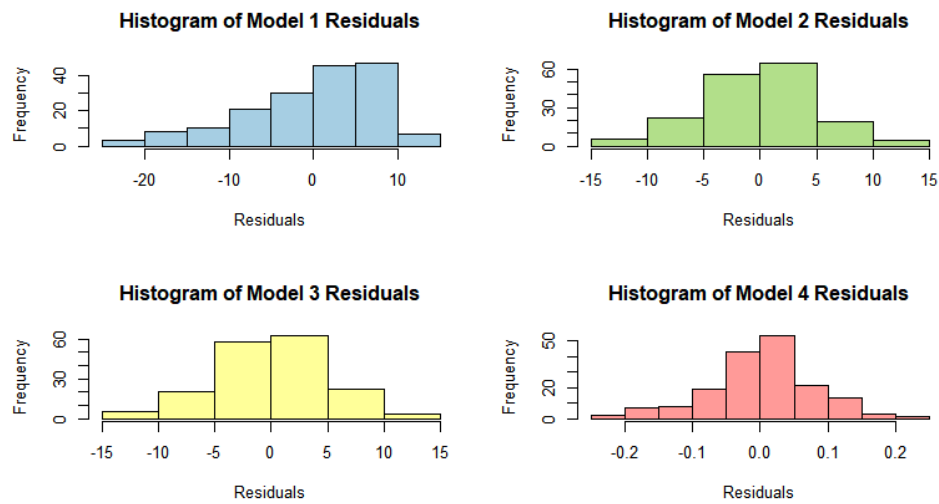 Histogram of Model 1 Residuals
Frequency
0
20
40
-20
-10
0
10
Residuals
Histogram of Model 2 Residuals
Frequency
0
30
60
-15
-10
-5
0
5
10
15
Residuals
Histogram of Model 3 Residuals
Frequency
0
30
60
-15
-10
-5
0
5
10
15
Residuals
Histogram of Model 4 Residuals
Frequency
0
20
50
-0.2
-0.1
0.0
0.1
0.2
Residuals